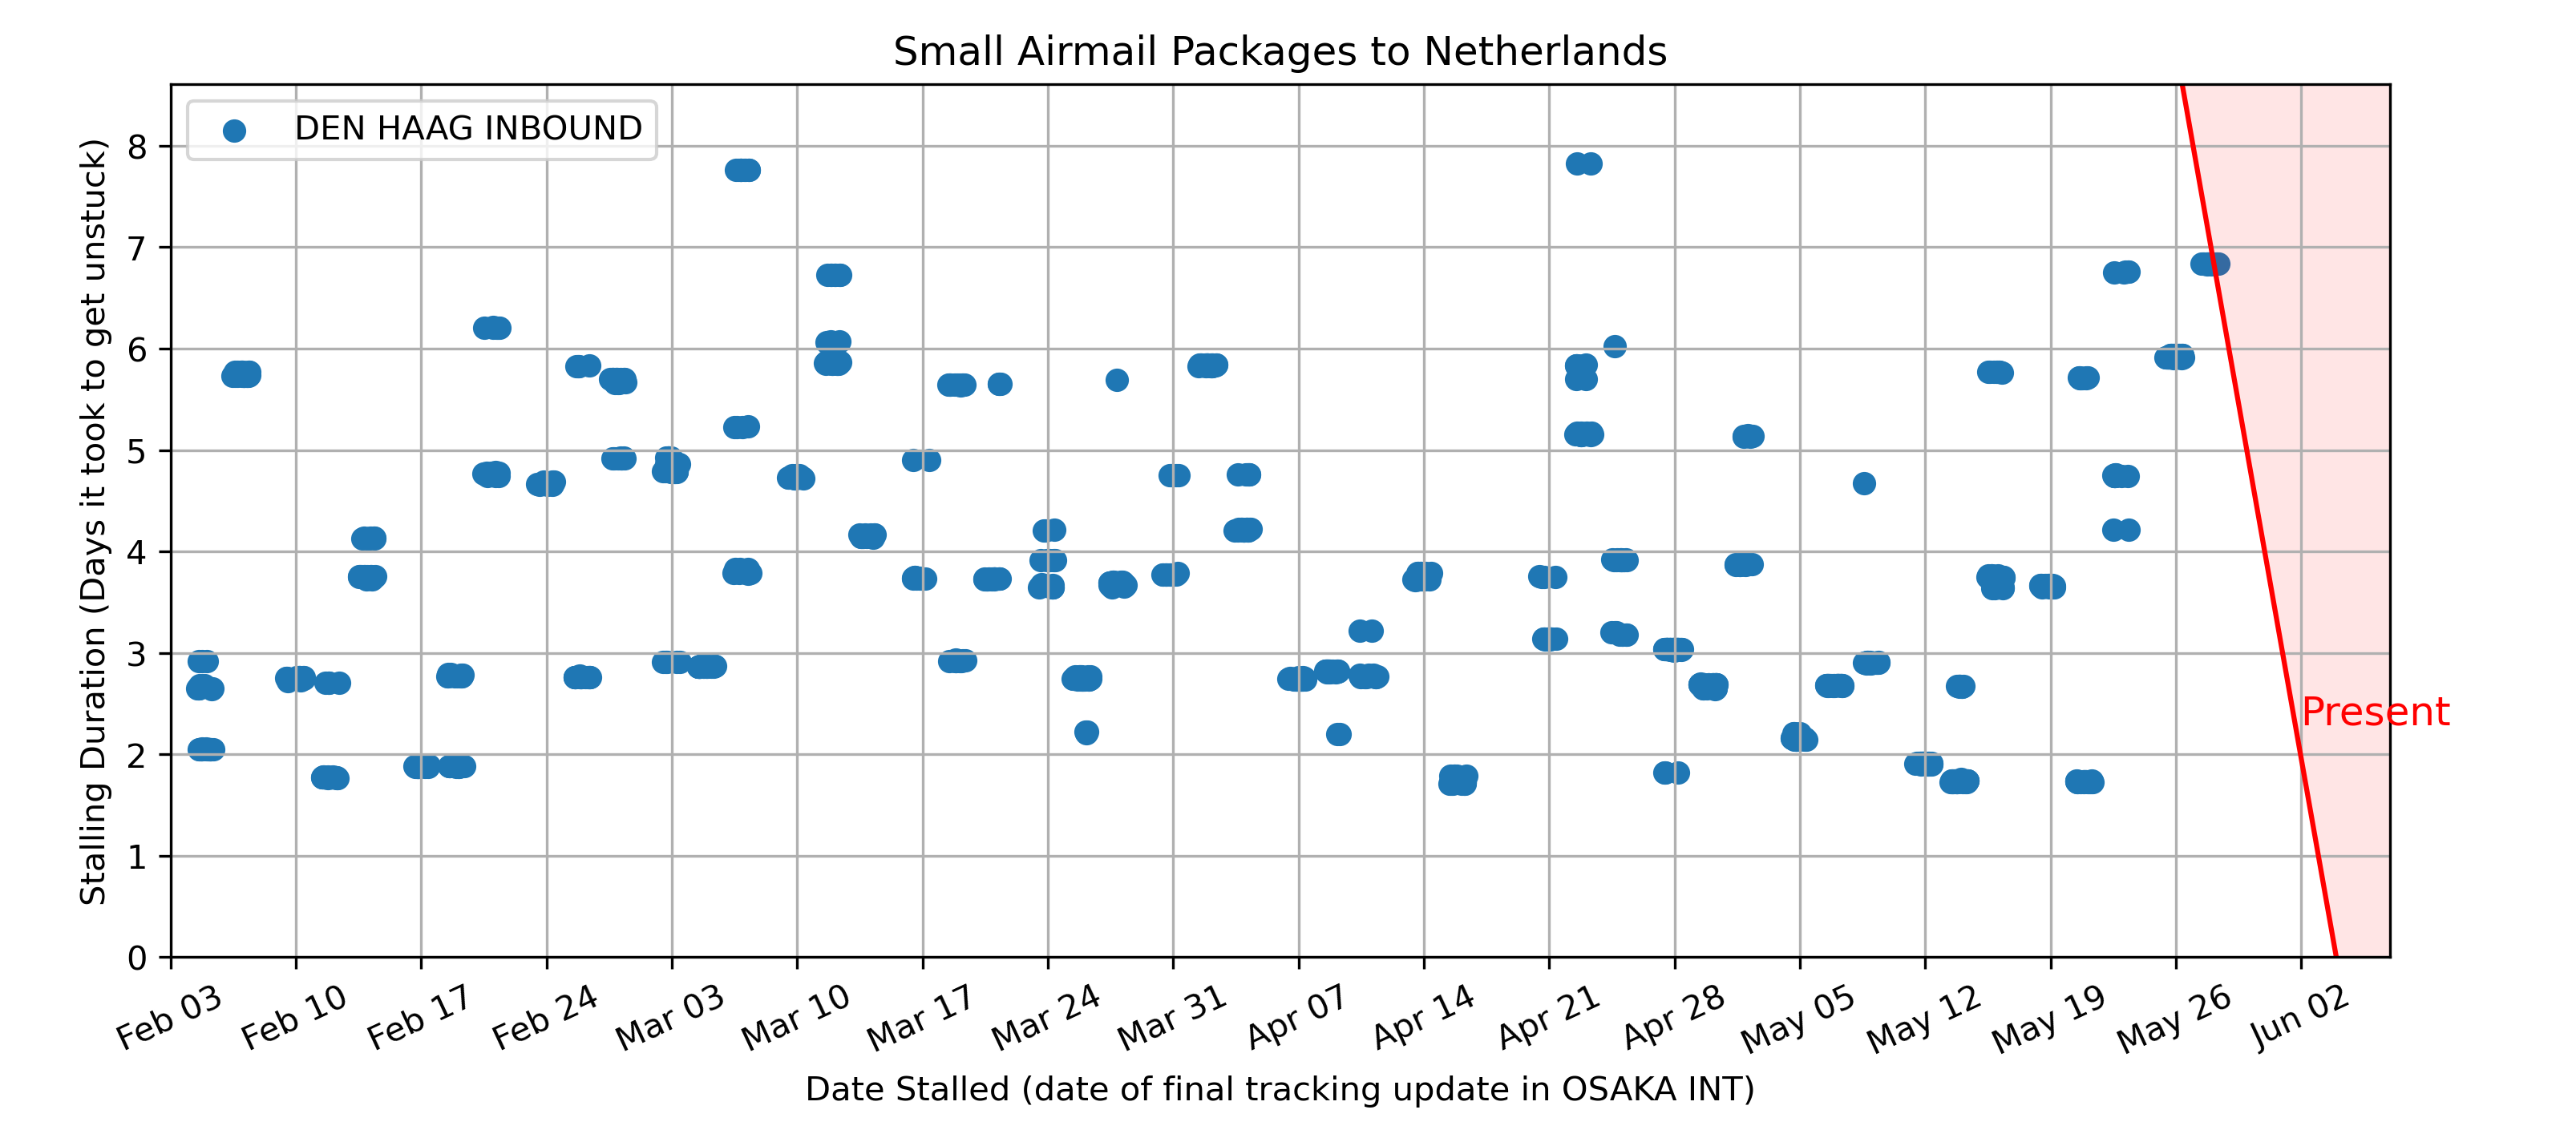 Small Airmail Packages to Netherlands
DEN HAAG INBOUND
Stalling Duration (Days it took to get unstuck)
8
7
6
5
4
3
2
1
0
Present
Feb 03
Feb 10
Feb 17
Feb 24
Mar 03
Mar 10
Mar 17
Mar 24
Mar 31
Apr 07
Apr 14
Apr 21
Apr 28
May 05
May 12
May 19
May 26
Jun 02
Date Stalled (date of final tracking update in OSAKA INT)